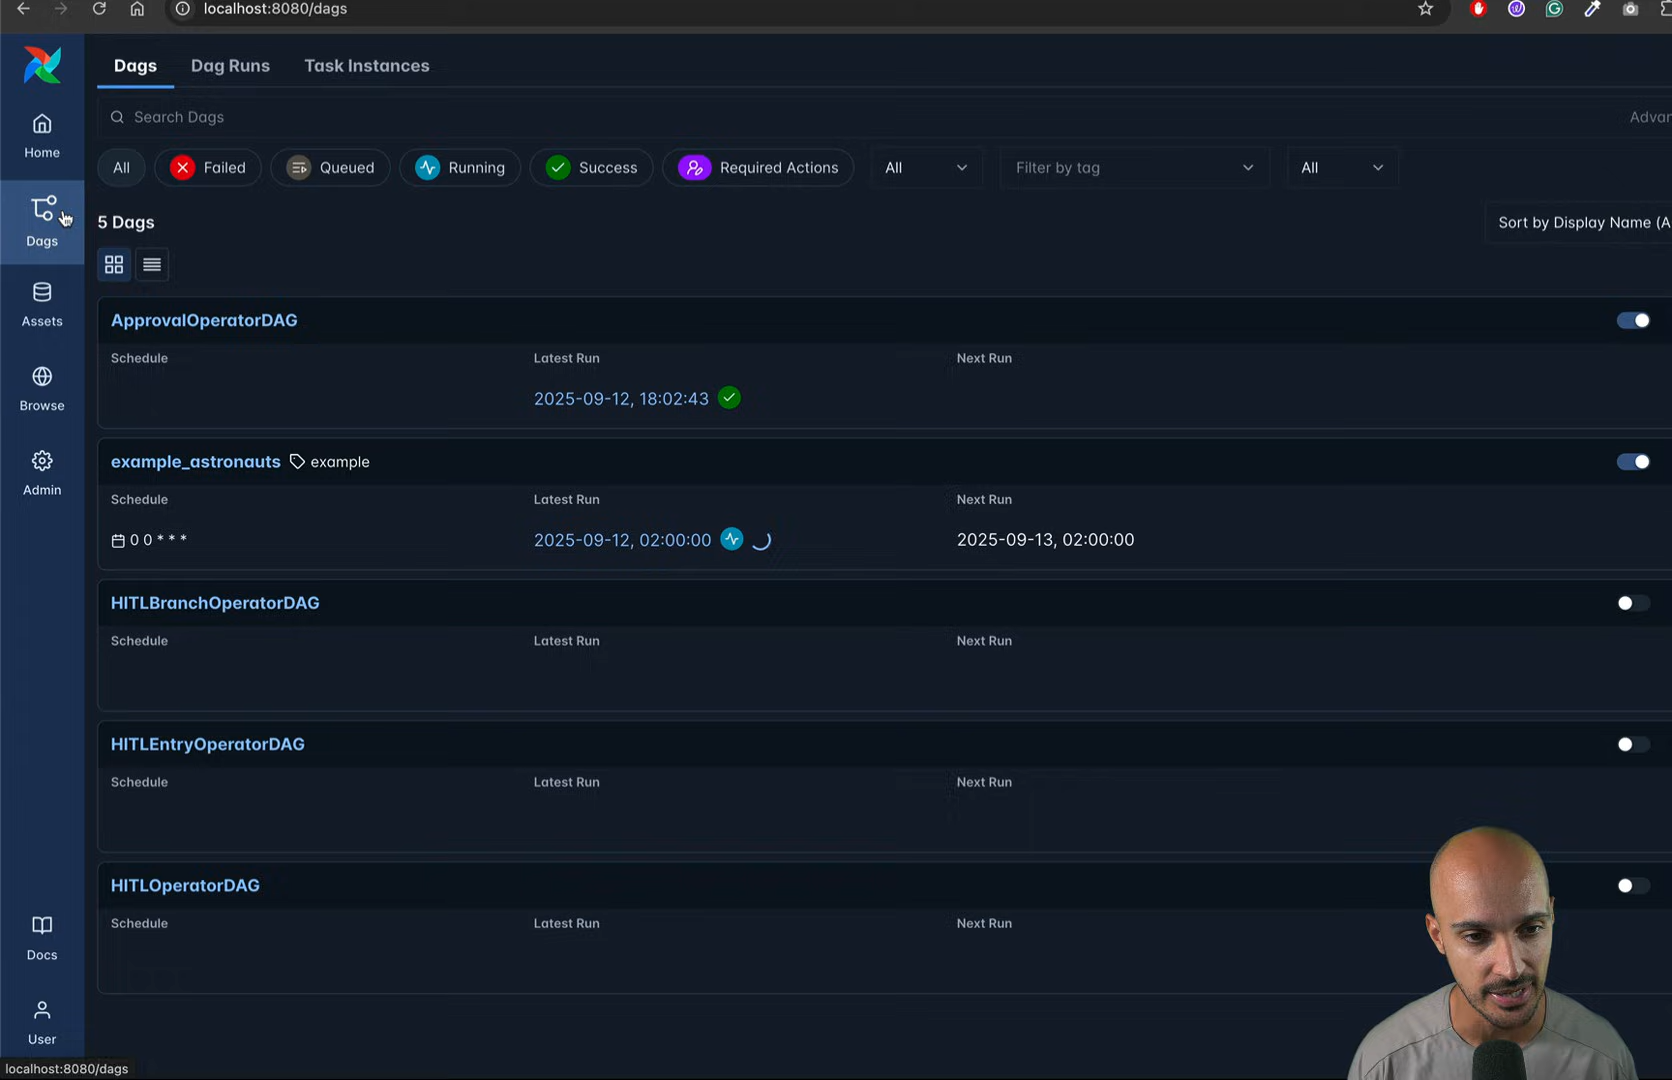 localhost:8080/dags
Dags Dag Runs Task Instances
Search Dags Advan
Home
All Failed Queued Running Success Required Actions All Filter by tag All
Dags
5 Dags Sort by Display Name (A
Assets
ApprovalOperatorDAG
Schedule Latest Run Next Run
2025-09-12, 18:02:43
Browse
example_astronauts example
Admin
Schedule Latest Run Next Run
0 0 * * * 2025-09-12, 02:00:00 2025-09-13, 02:00:00
HITLBranchOperatorDAG
Schedule Latest Run Next Run
HITLEntryOperatorDAG
Schedule Latest Run Next Run
HITLOperatorDAG
Schedule Latest Run Next Run
Docs
User
localhost:8080/dags